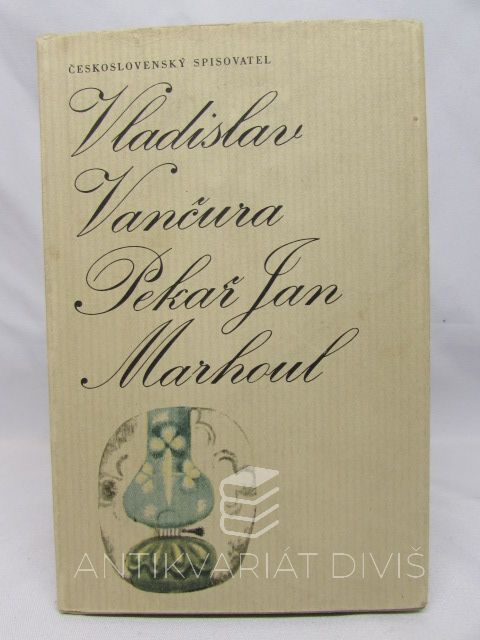 ČESKOSLOVENSKÝ SPISOVATEL
Vladislav
Vančura
Pekař Jan
Marhoul
ANTIKVARIÁT DIVIŠ